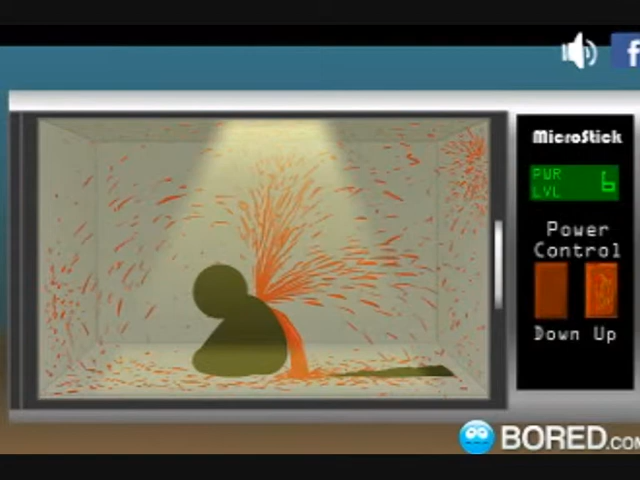 f
MicroStick
PWR
LVL
6
Power
Control
Down Up
BORED.COM